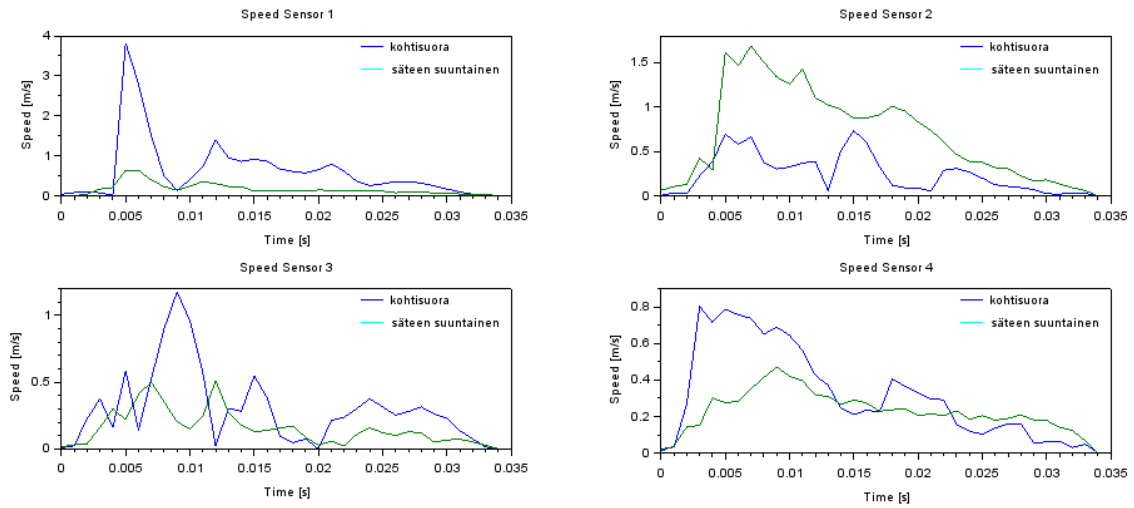 Speed Sensor 1
4
3
2
1
0
Speed [m/s]
kohtisuora
säteen suuntainen
0 0.005 0.01 0.015 0.02 0.025 0.03 0.035
Time [s]
Speed Sensor 2
1.5
1
0.5
0
Speed [m/s]
kohtisuora
säteen suuntainen
0 0.005 0.01 0.015 0.02 0.025 0.03 0.035
Time [s]
Speed Sensor 3
1
0.5
0
Speed [m/s]
kohtisuora
säteen suuntainen
0 0.005 0.01 0.015 0.02 0.025 0.03 0.035
Time [s]
Speed Sensor 4
0.8
0.6
0.4
0.2
0
Speed [m/s]
kohtisuora
säteen suuntainen
0 0.005 0.01 0.015 0.02 0.025 0.03 0.035
Time [s]